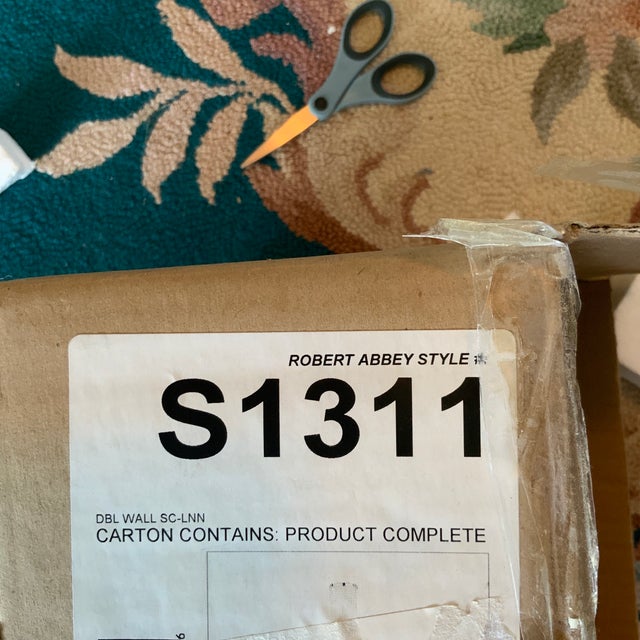 ROBERT ABBEY STYLE #
S1311
DBL WALL SC-LNN
CARTON CONTAINS: PRODUCT COMPLETE